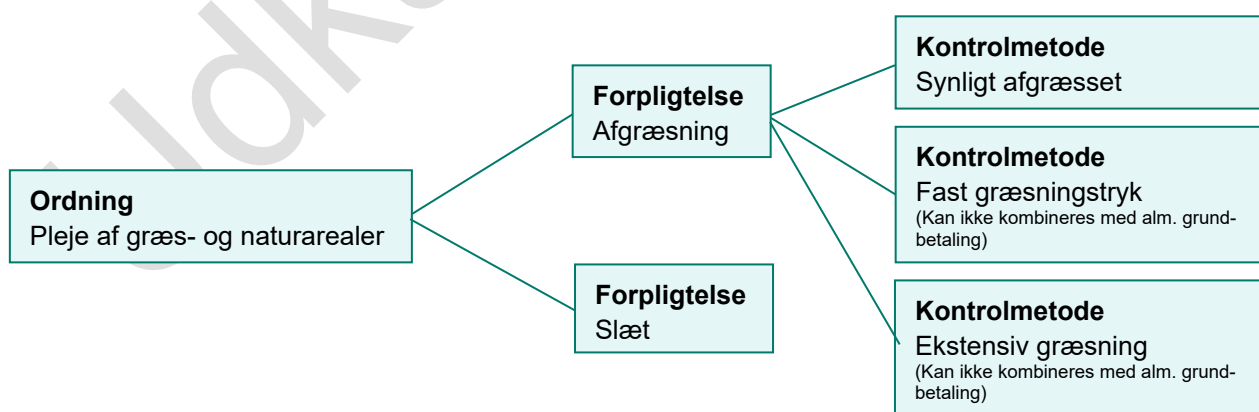 Ordning
Pleje af græs- og naturarealer
Forpligtelse
Afgræsning
Forpligtelse
Slæt
Kontrolmetode
Synligt afgræsset
Kontrolmetode
Fast græsningstryk
(Kan ikke kombineres med alm. grund-
betaling)
Kontrolmetode
Ekstensiv græsning
(Kan ikke kombineres med alm. grund-
betaling)